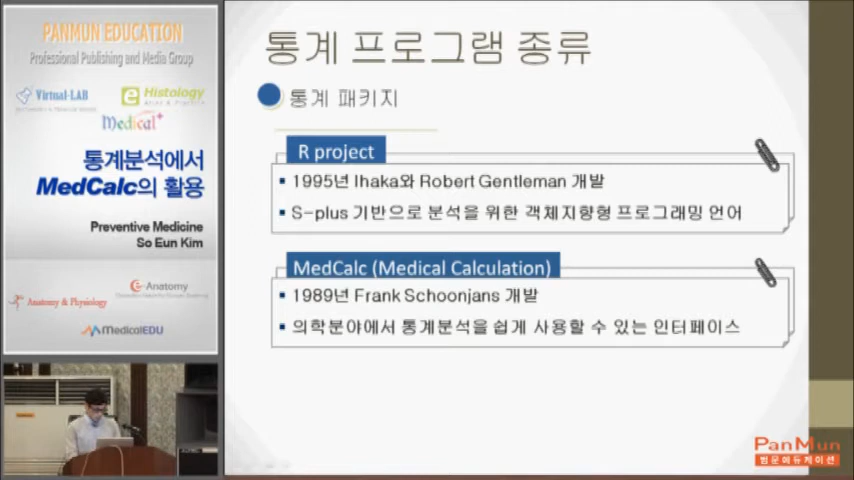 PANMUN EDUCATION
Professional Publishing and Media Group
Virtual-LAB
e Histology
Medical+
통계분석에서
MedCalc의 활용
Preventive Medicine
So Eun Kim
Anatomy & Physiology
e-Anatomy
MedicalEDU
통계 프로그램 종류
통계 패키지
R project
1995년 Ihaka와 Robert Gentleman 개발
S-plus 기반으로 분석을 위한 객체지향형 프로그래밍 언어
MedCalc (Medical Calculation)
1989년 Frank Schoonjans 개발
의학분야에서 통계분석을 쉽게 사용할 수 있는 인터페이스
PanMun
범문에듀케이션